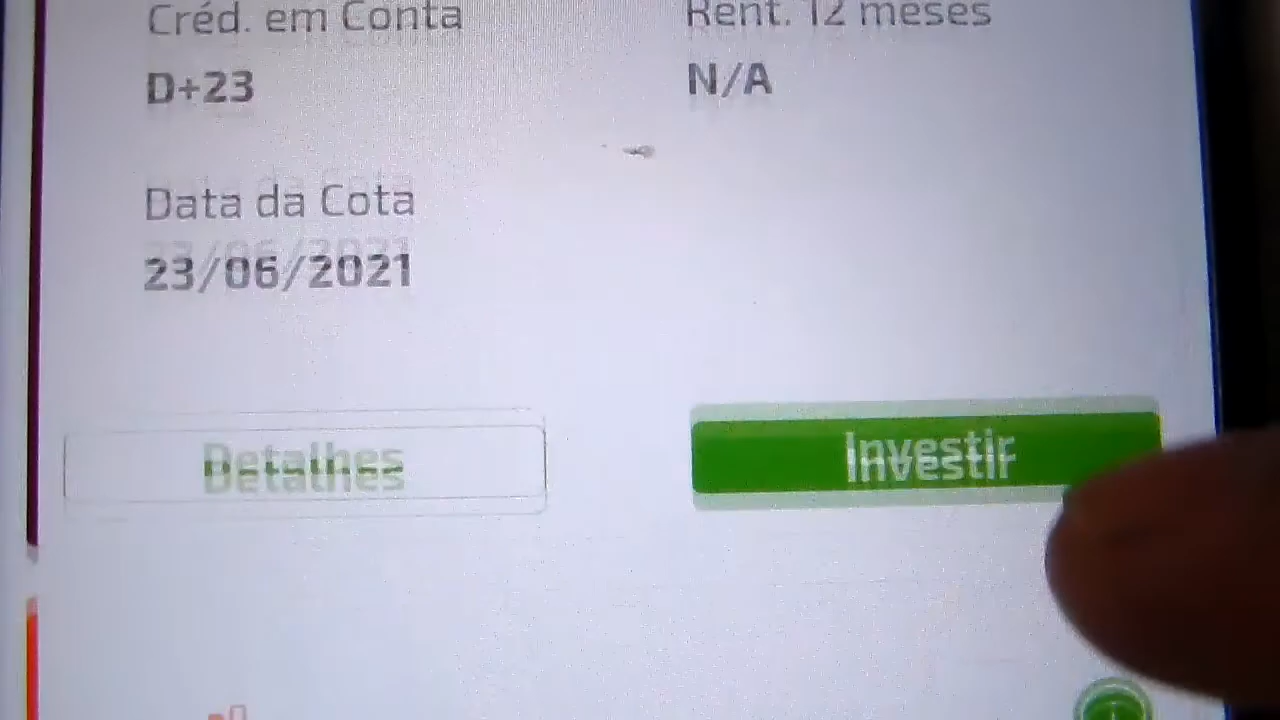 Créd. em Conta
Rent. 12 meses
D+23
N/A
Data da Cota
23/06/2021
Detalhes
Investir